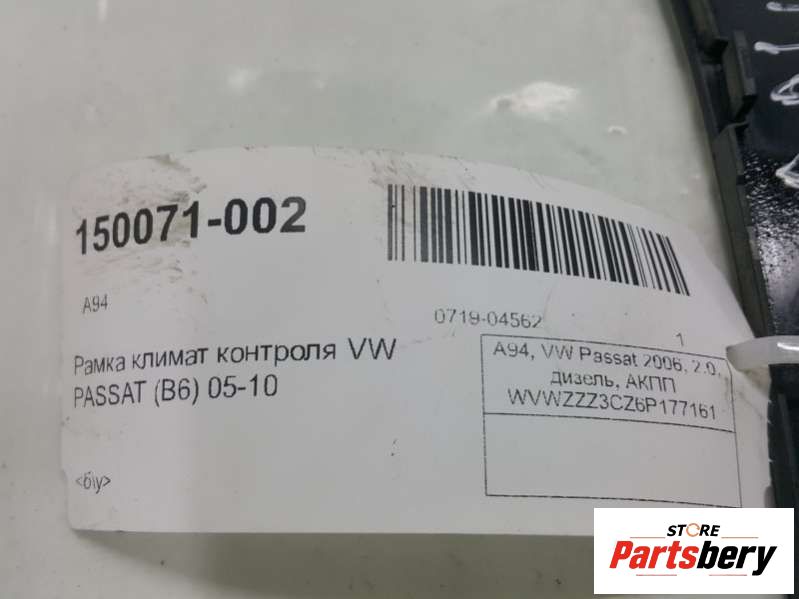 150071-002
A94
0719-04562
1
Рамка климат контроля VW
PASSAT (B6) 05-10
A94, VW Passat 2006, 2.0,
дизель, АКПП
WVWZZZ3CZ6P177161
<б\у>
STORE
Partsbery